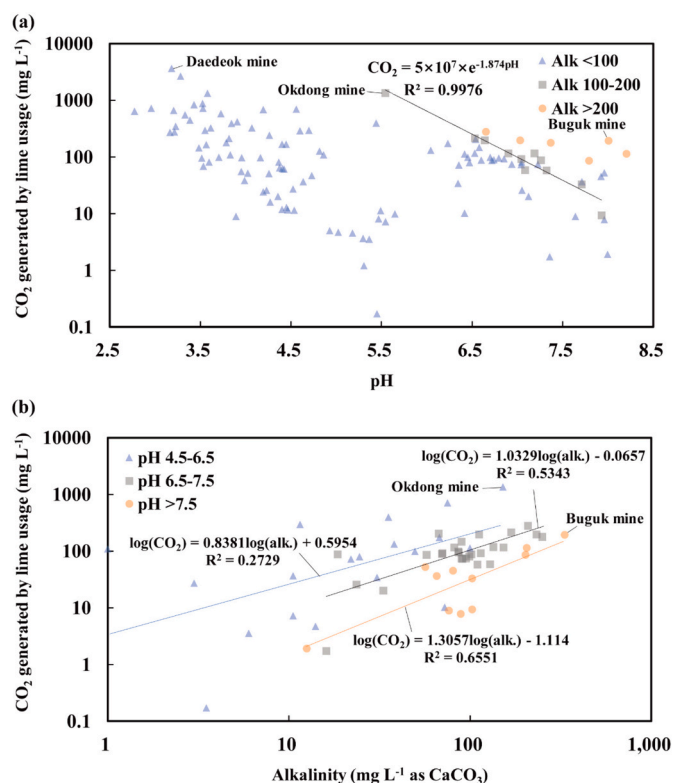 (a)
CO₂ generated by lime usage (mg L⁻¹)
10000
1000
100
10
1
0.1
Daedeok mine
CO₂ = 5×10⁷×e⁻¹·⁸⁷⁴ᵖᴴ
R² = 0.9976
Okdong mine
Alk <100
Alk 100-200
Alk >200
Buguk mine
2.5 3.5 4.5 5.5 6.5 7.5 8.5
pH
(b)
CO₂ generated by lime usage (mg L⁻¹)
10000
1000
100
10
1
0.1
pH 4.5-6.5
pH 6.5-7.5
pH >7.5
log(CO₂) = 1.0329log(alk.) - 0.0657
R² = 0.5343
Okdong mine
Buguk mine
log(CO₂) = 0.8381log(alk.) + 0.5954
R² = 0.2729
log(CO₂) = 1.3057log(alk.) - 1.114
R² = 0.6551
1 10 100 1,000
Alkalinity (mg L⁻¹ as CaCO₃)